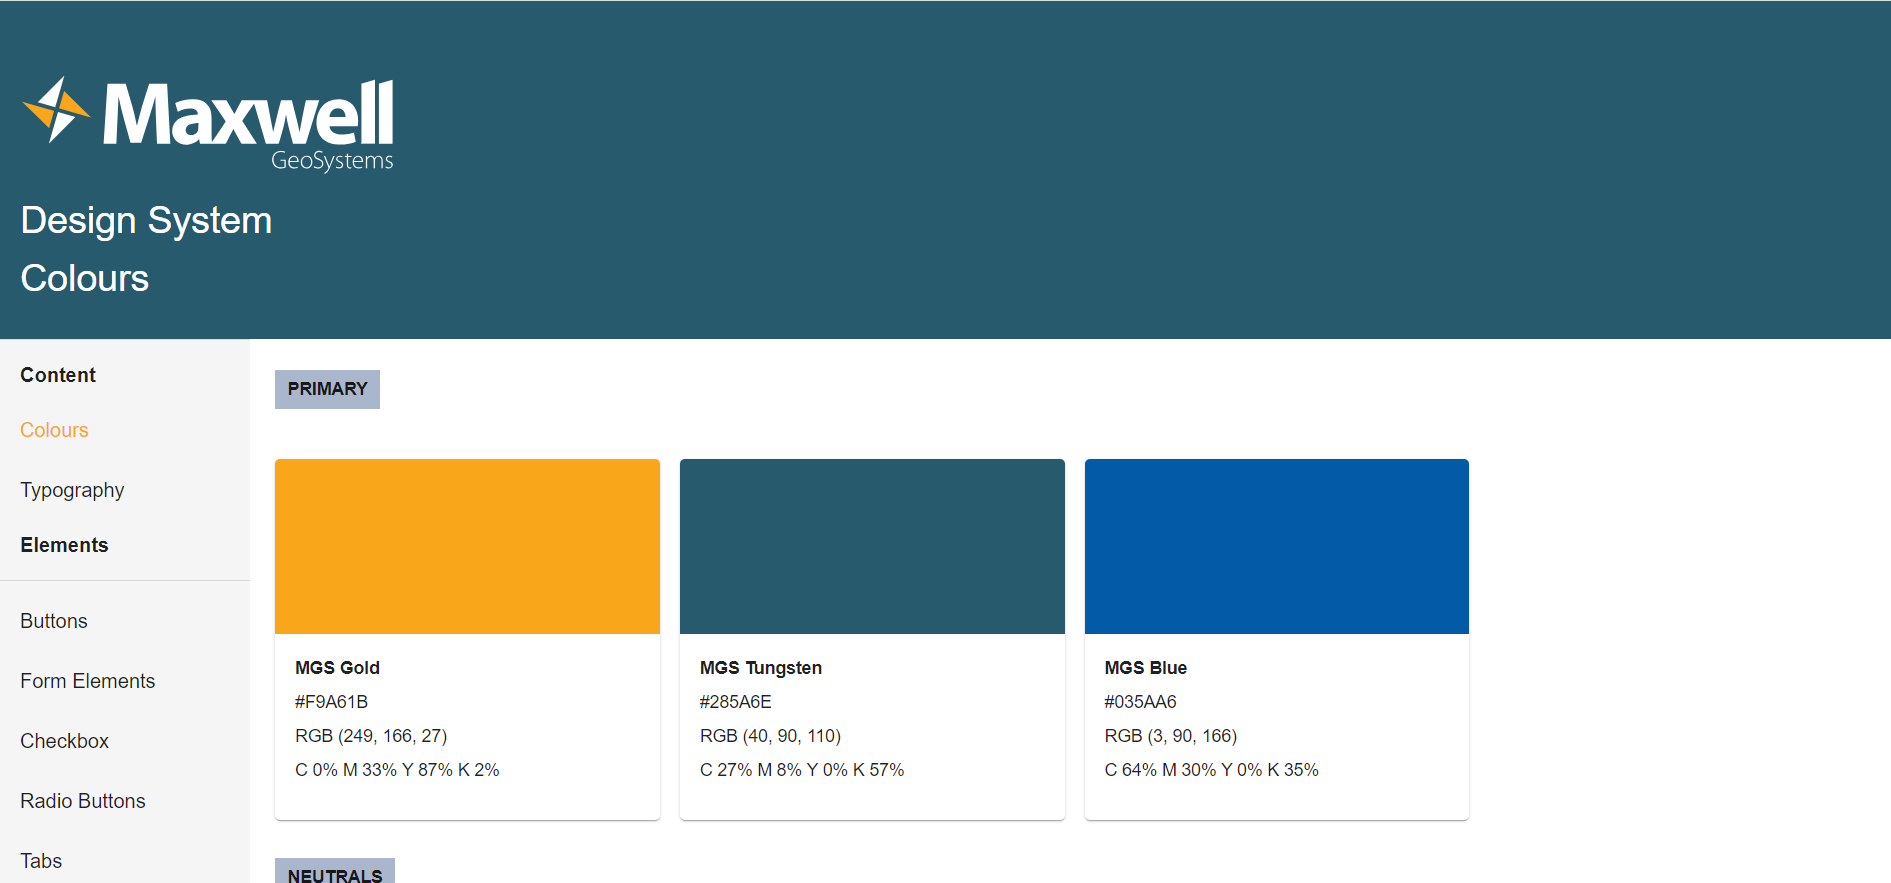 Maxwell
GeoSystems
Design System
Colours
Content
Colours
Typography
Elements
Buttons
Form Elements
Checkbox
Radio Buttons
Tabs
PRIMARY
MGS Gold
#F9A61B
RGB (249, 166, 27)
C 0% M 33% Y 87% K 2%
MGS Tungsten
#285A6E
RGB (40, 90, 110)
C 27% M 8% Y 0% K 57%
MGS Blue
#035AA6
RGB (3, 90, 166)
C 64% M 30% Y 0% K 35%
NEUTRALS